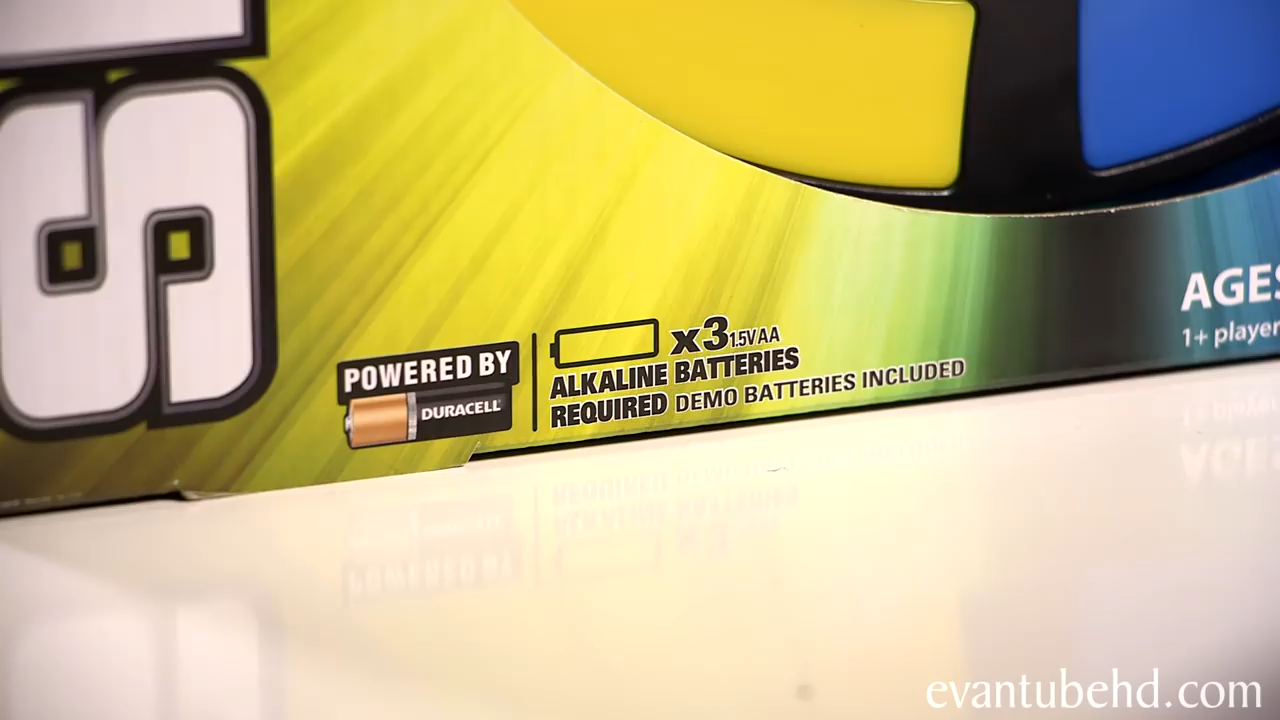 POWERED BY
DURACELL
x3 1.5V AA
ALKALINE BATTERIES
REQUIRED DEMO BATTERIES INCLUDED
AGES
1+ player
evantubehd.com